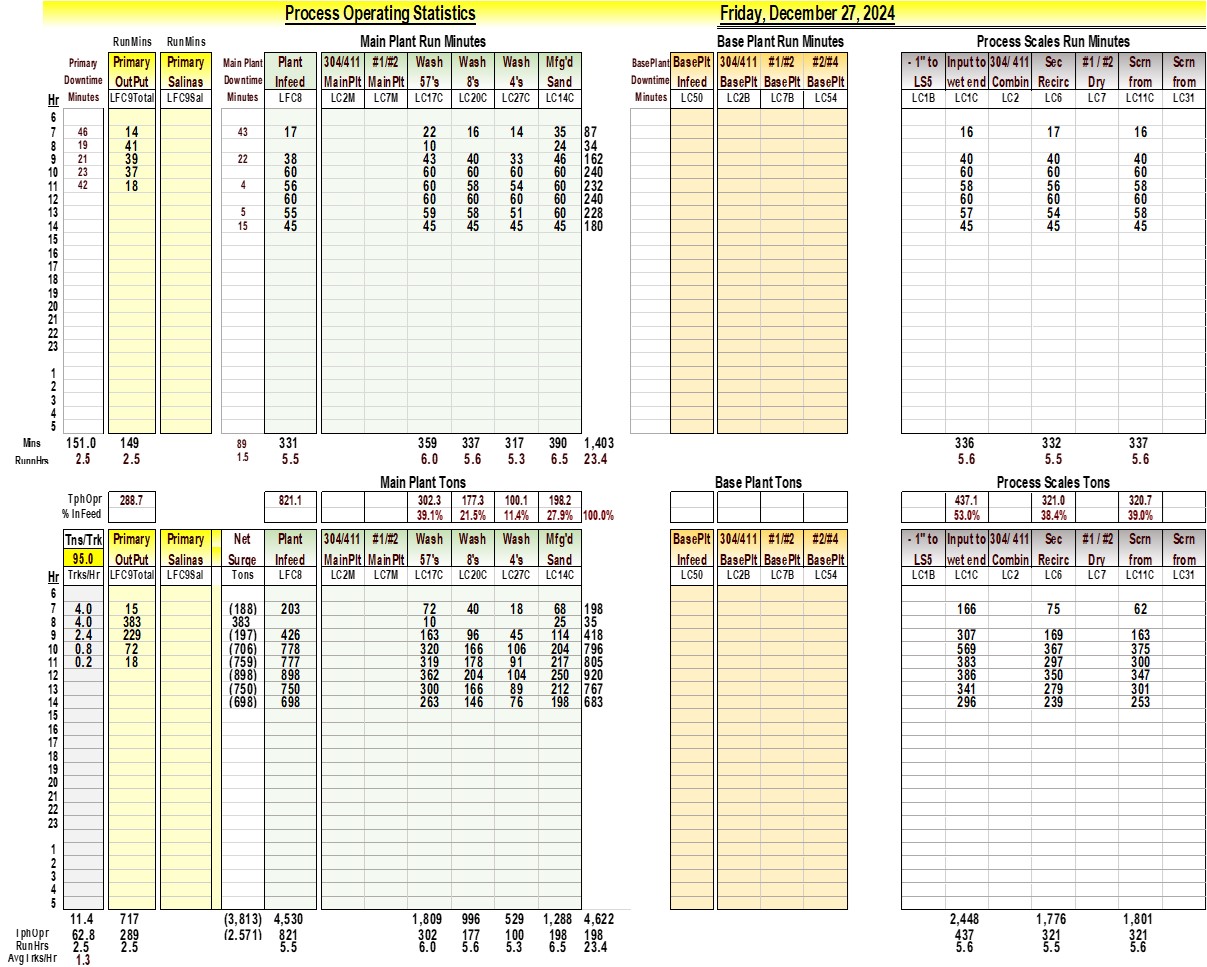 Process Operating Statistics Friday, December 27, 2024
RunMins RunMins Main Plant Run Minutes Base Plant Run Minutes Process Scales Run Minutes
Primary Primary Primary Main Plant Plant 304/411 #1/#2 Wash Wash Wash Mfg'd BasePlant BasePlt 304/411 #1/#2 #2/#4 - 1" to Input to 304/ 411 Sec #1 / #2 Scrn Scrn
Downtime OutPut Salinas Downtime Infeed MainPlt MainPlt 57's 8's 4's Sand Downtime Infeed BasePlt BasePlt BasePlt LS5 wet end Combin Recirc Dry from from
Hr Minutes LFC9Total LFC9Sal Minutes LFC8 LC2M LC7M LC17C LC20C LC27C LC14C Minutes LC50 LC2B LC7B LC54 LC1B LC1C LC2 LC6 LC7 LC11C LC31
6
7 46 14 43 17 22 16 14 35 87 16 17 16
8 19 41 10 24 34
9 21 39 22 38 43 40 33 46 162 40 40 40
10 23 37 60 60 60 60 60 240 60 60 60
11 42 18 4 56 60 58 54 60 232 58 56 58
12 60 60 60 60 60 240 60 60 60
13 5 55 59 58 51 60 228 57 54 58
14 15 45 45 45 45 45 180 45 45 45
15
16
17
18
19
20
21
22
23
1
2
3
4
5
Mins 151.0 149 89 331 359 337 317 390 1,403 336 332 337
RunnHrs 2.5 2.5 1.5 5.5 6.0 5.6 5.3 6.5 23.4 5.6 5.5 5.6
Main Plant Tons Base Plant Tons Process Scales Tons
TphOpr 288.7 821.1 302.3 177.3 100.1 198.2 437.1 321.0 320.7
% InFeed 39.1% 21.5% 11.4% 27.9% 100.0% 53.0% 38.4% 39.0%
Tns/Trk Primary Primary Net Plant 304/411 #1/#2 Wash Wash Wash Mfg'd BasePlt 304/411 #1/#2 #2/#4 - 1" to Input to 304/ 411 Sec #1 / #2 Scrn Scrn
95.0 OutPut Salinas Surge Infeed MainPlt MainPlt 57's 8's 4's Sand Infeed BasePlt BasePlt BasePlt LS5 wet end Combin Recirc Dry from from
Hr Trks/Hr LFC9Total LFC9Sal Tons LFC8 LC2M LC7M LC17C LC20C LC27C LC14C LC50 LC2B LC7B LC54 LC1B LC1C LC2 LC6 LC7 LC11C LC31
6
7 4.0 15 (188) 203 72 40 18 68 198 166 75 62
8 4.0 383 383 10 25 35
9 2.4 229 (197) 426 163 96 45 114 418 307 169 163
10 0.8 72 (706) 778 320 166 106 204 796 569 367 375
11 0.2 18 (759) 777 319 178 91 217 805 383 297 300
12 (898) 898 362 204 104 250 920 386 350 347
13 (750) 750 300 166 89 212 767 341 279 301
14 (698) 698 263 146 76 198 683 296 239 253
15
16
17
18
19
20
21
22
23
1
2
3
4
5
11.4 717 (3,813) 4,530 1,809 996 529 1,288 4,622 2,448 1,776 1,801
TphOpr 62.8 289 (2.571) 821 302 177 100 198 198 437 321 321
RunHrs 2.5 2.5 5.5 6.0 5.6 5.3 6.5 23.4 5.6 5.5 5.6
AvgTrks/Hr 1.3